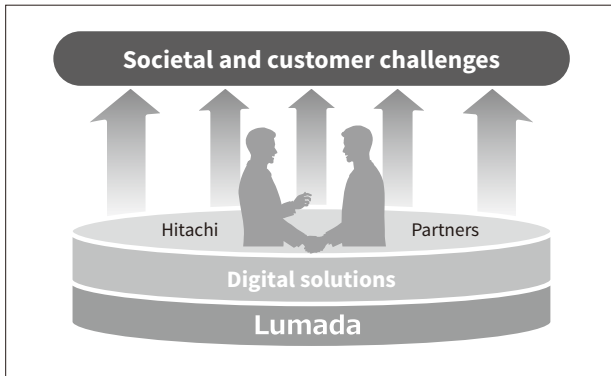 Societal and customer challenges
Hitachi
Partners
Digital solutions
Lumada